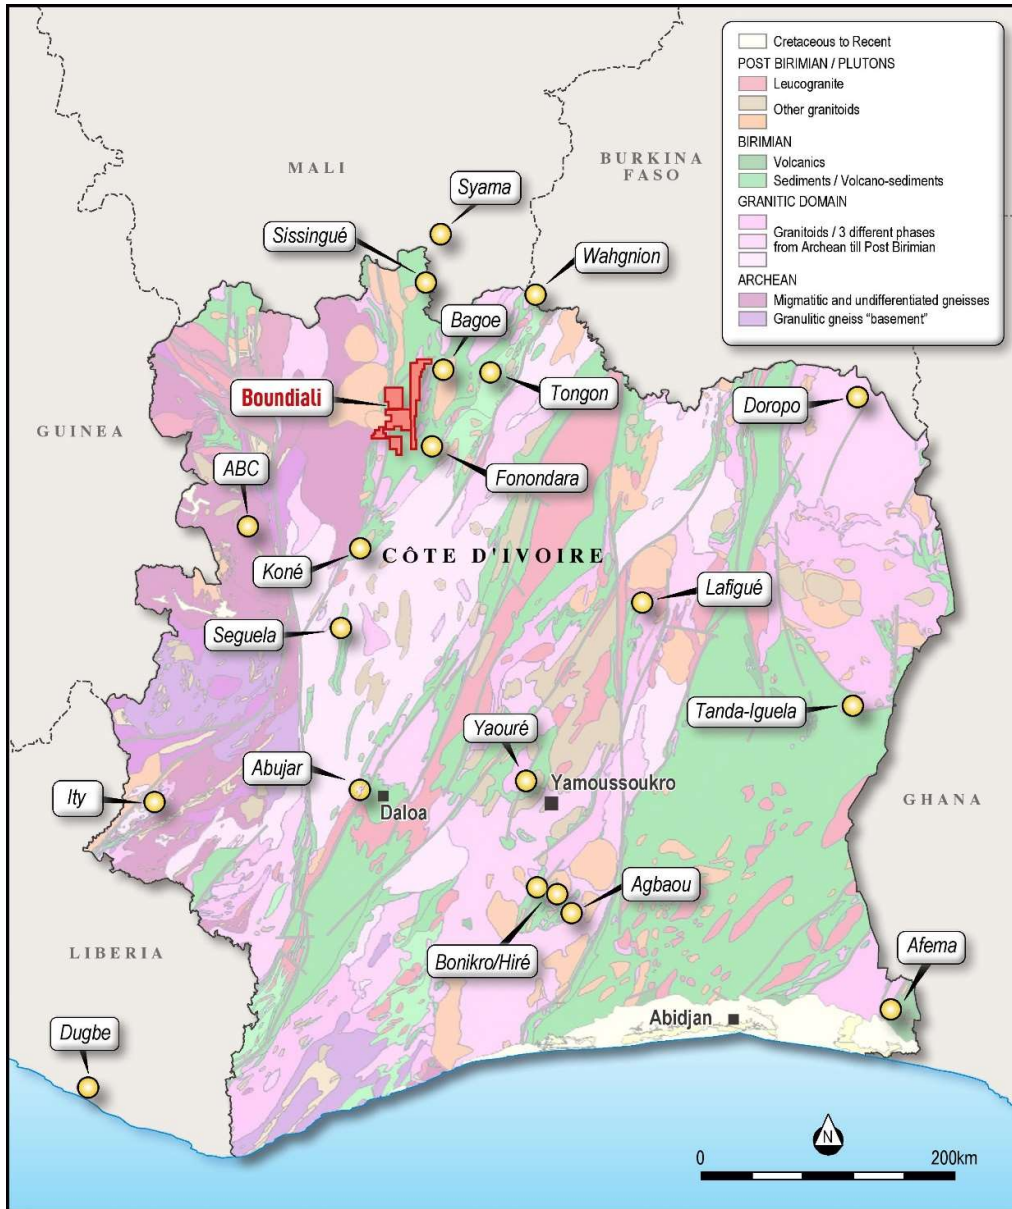 Cretaceous to Recent
POST BIRIMIAN / PLUTONS
Leucogranite
Other granitoids
BIRIMIAN
Volcanics
Sediments / Volcano-sediments
GRANITIC DOMAIN
Granitoids / 3 different phases
from Archean till Post Birimian
ARCHEAN
Migmatitic and undifferentiated gneisses
Granulitic gneiss “basement”
MALI
BURKINA
FASO
Syama
Sissingué
Wahgnion
Bagoe
Boundiali
Tongon
Doropo
GUINEA
ABC
Fonondara
CÔTE D'IVOIRE
Koné
Lafigué
Seguela
Tanda-Iguela
Yaouré
Abujar
Yamoussoukro
Ity
Daloa
GHANA
Agbaou
Bonikro/Hiré
LIBERIA
Afema
Abidjan
Dugbe
N
0 200km